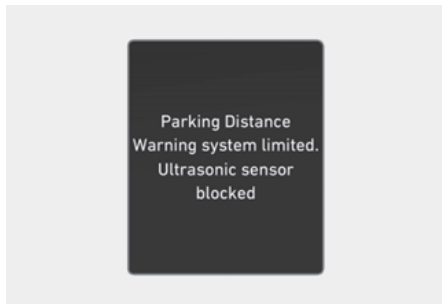 Parking Distance
Warning system limited.
Ultrasonic sensor
blocked